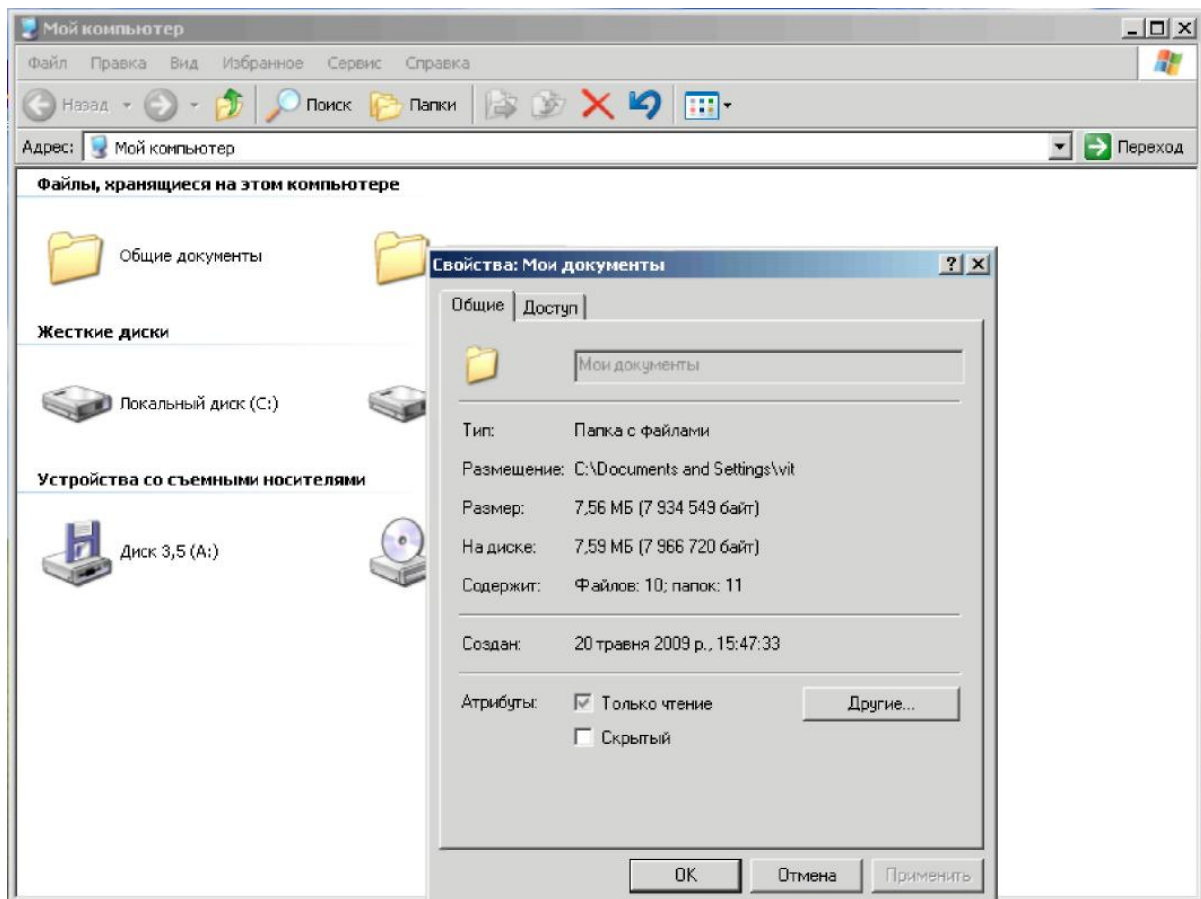 Мой компьютер
Файл Правка Вид Избранное Сервис Справка
Назад Поиск Папки
Адрес: Мой компьютер Переход
Файлы, хранящиеся на этом компьютере
Общие документы
Жесткие диски
Локальный диск (C:)
Устройства со съемными носителями
Диск 3,5 (A:)
Свойства: Мои документы
Общие Доступ
Мои документы
Тип: Папка с файлами
Размещение: C:\Documents and Settings\vit
Размер: 7,56 МБ (7 934 549 байт)
На диске: 7,59 МБ (7 966 720 байт)
Содержит: Файлов: 10; папок: 11
Создан: 20 травня 2009 р., 15:47:33
Атрибуты: Только чтение Другие...
Скрытый
OK Отмена Применить